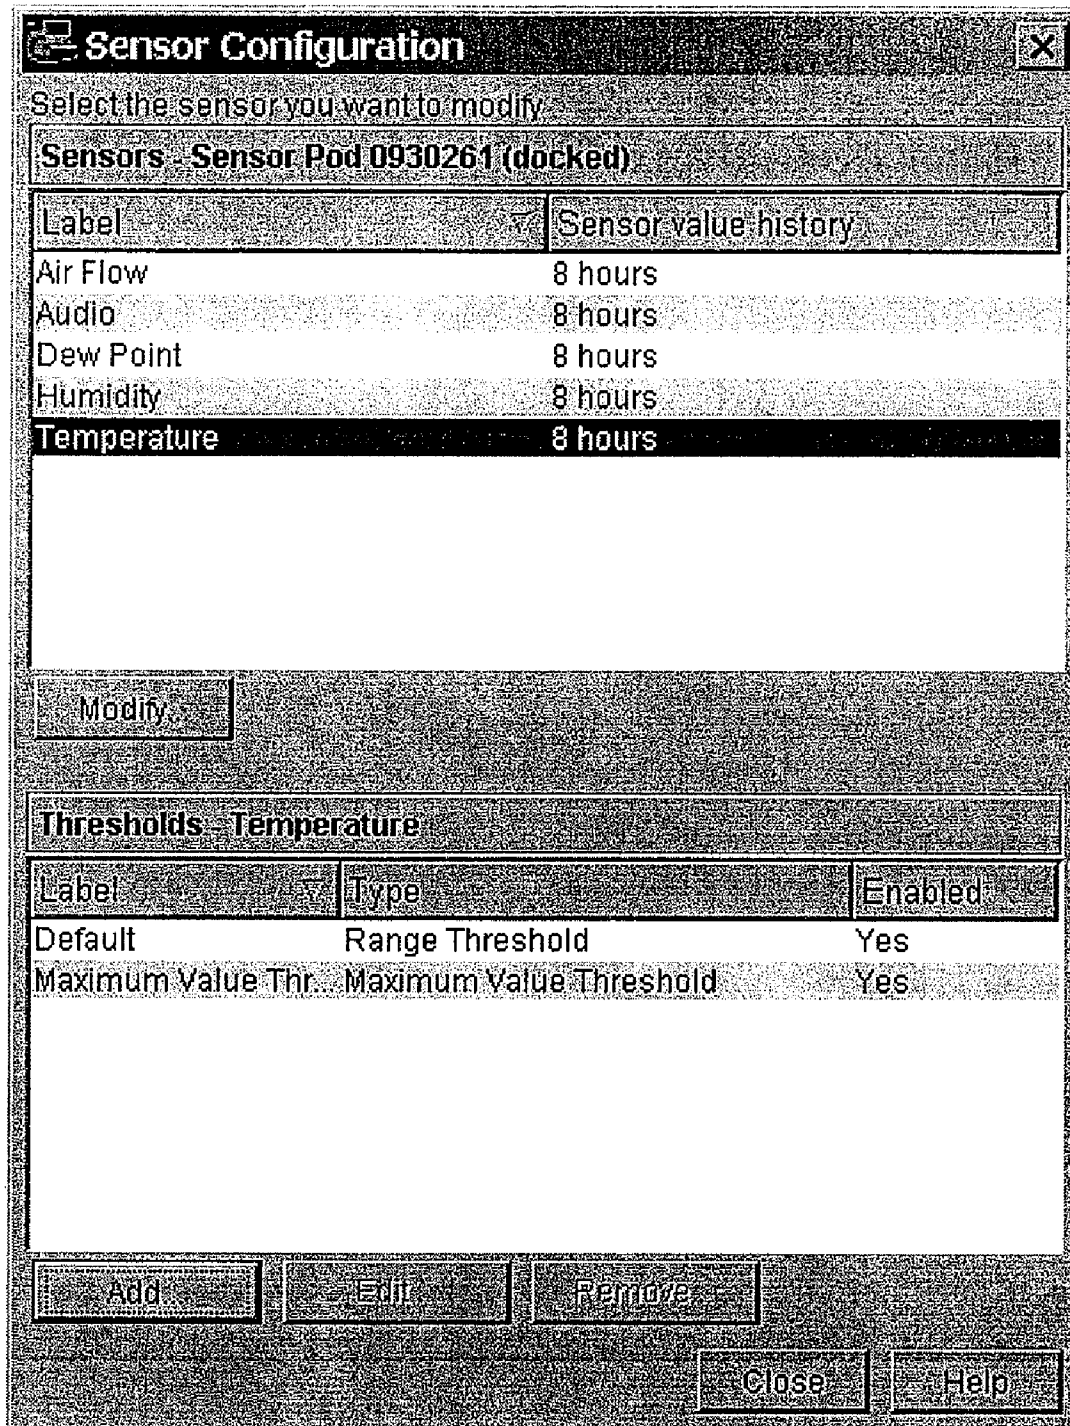 Sensor Configuration
Select the sensor you want to modify
Sensors - Sensor Pod 0930261 (docked)
Label Sensor value history
Air Flow 8 hours
Audio 8 hours
Dew Point 8 hours
Humidity 8 hours
Temperature 8 hours
Modify...
Thresholds - Temperature
Label Type Enabled
Default Range Threshold Yes
Maximum Value Thr... Maximum Value Threshold Yes
Add... Edit... Remove...
Close Help